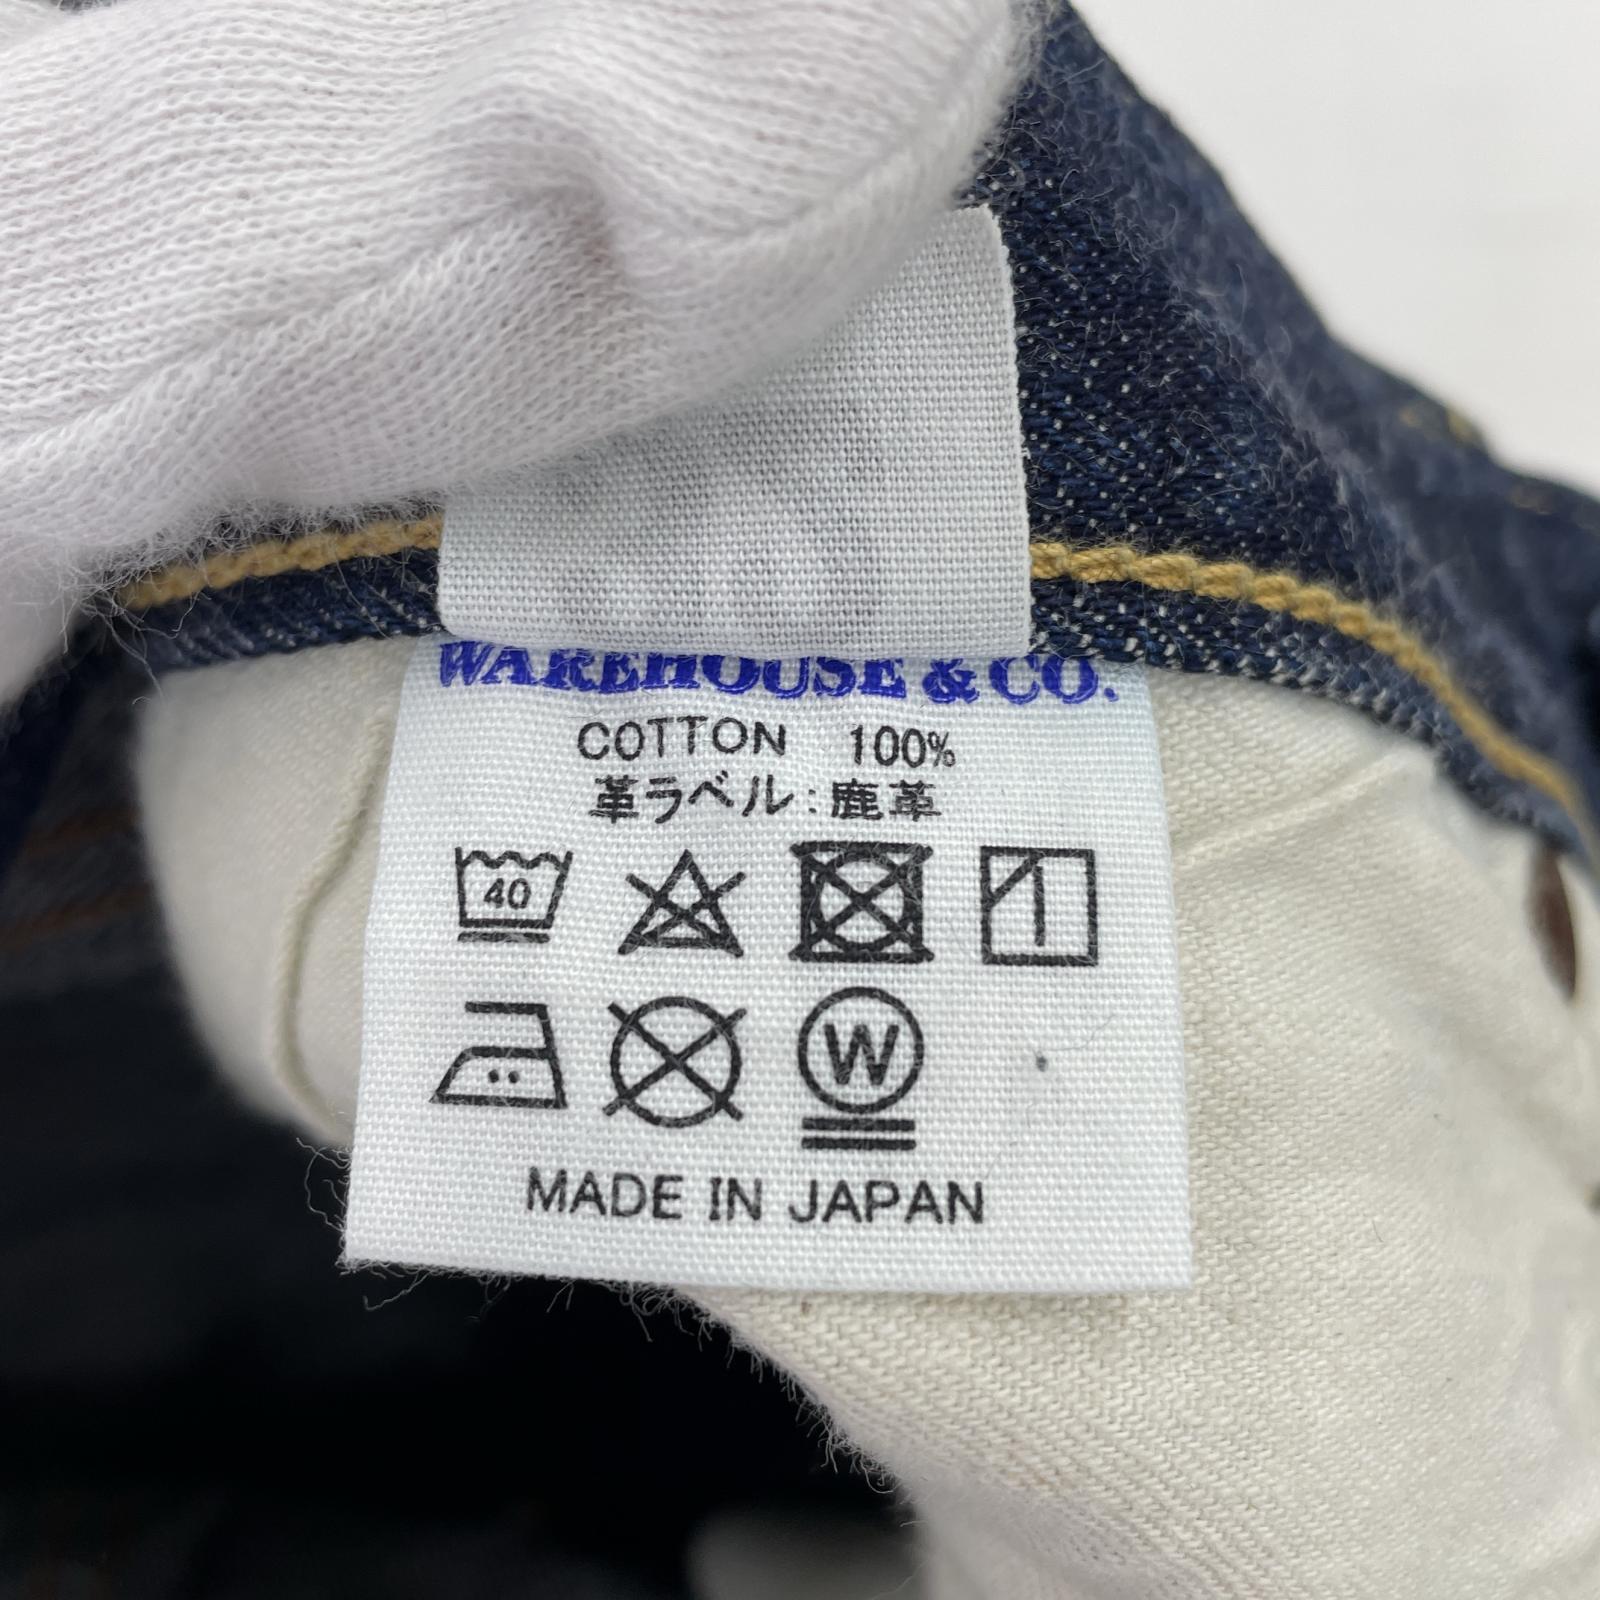 WAREHOUSE & CO.
COTTON 100%
革ラベル:鹿革
40
W
MADE IN JAPAN